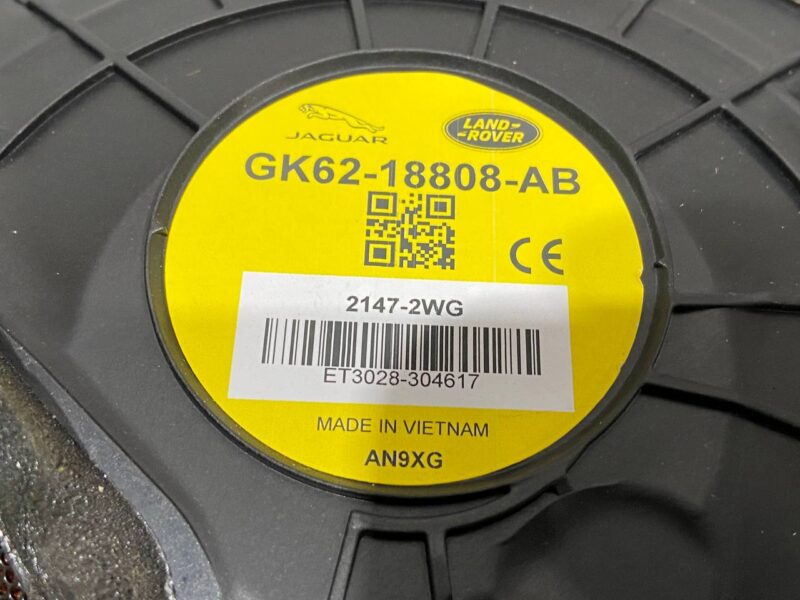 JAGUAR
LAND
ROVER
GK62-18808-AB
CE
2147-2WG
ET3028-304617
MADE IN VIETNAM
AN9XG